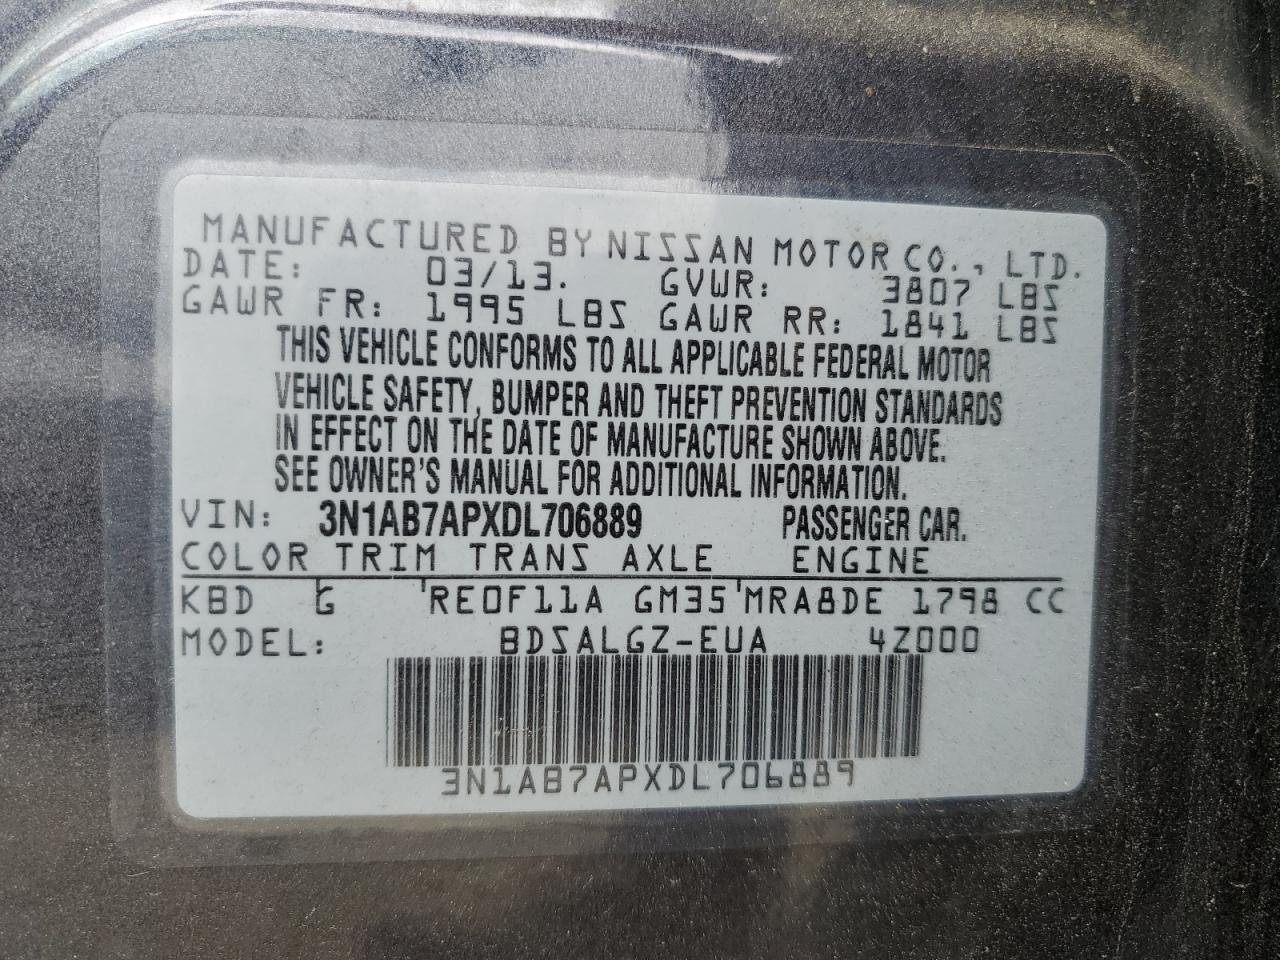 MANUFACTURED BY NISSAN MOTOR CO., LTD.
DATE: 03/13. GVWR: 3807 LBS
GAWR FR: 1995 LBS GAWR RR: 1841 LBS
THIS VEHICLE CONFORMS TO ALL APPLICABLE FEDERAL MOTOR
VEHICLE SAFETY, BUMPER AND THEFT PREVENTION STANDARDS
IN EFFECT ON THE DATE OF MANUFACTURE SHOWN ABOVE.
SEE OWNER'S MANUAL FOR ADDITIONAL INFORMATION.
VIN: 3N1AB7APXDL706889 PASSENGER CAR.
COLOR TRIM TRANS AXLE ENGINE
KBD G RE0F11A GM35 MRA8DE 1798 CC
MODEL: BDSALGZ-EUA 4Z000
3N1AB7APXDL706889